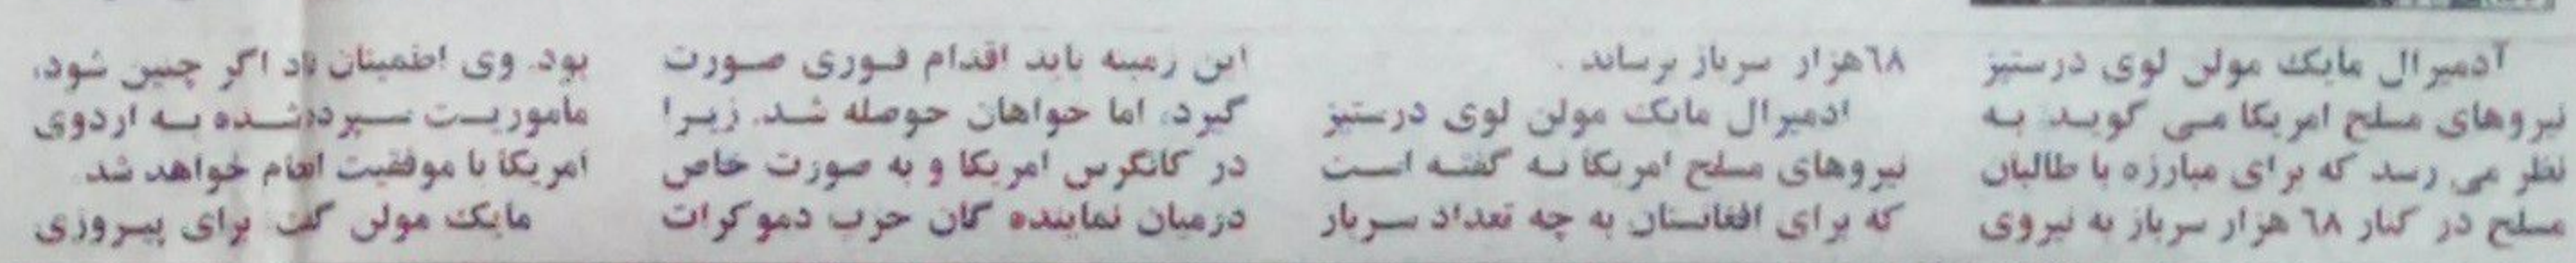 آدمیرال مایک مولن لوی درستیز
نیروهای مسلح امریکا می گوید به
نظر می رسد که برای مبارزه با طالبان
مسلح در کنار ٦٨ هزار سرباز به نیروی
٦٨هزار سرباز برساند .
ادمیرال مایک مولن لوی درستیز
نیروهای مسلح امریکا نه گفته است
که برای افغانستان به چه تعداد سرباز
این زمینه باید اقدام فوری صورت
گیرد، اما خواهان حوصله شد. زیرا
در کانگرس امریکا و به صورت خاص
درمیان نماینده گان حزب دموکرات
بود. وی اطمینان داد اگر چنین شود،
ماموریت سپرده‌شده به اردوی
امریکا با موفقیت انجام خواهد شد
مایک مولن گفت برای پیروزی